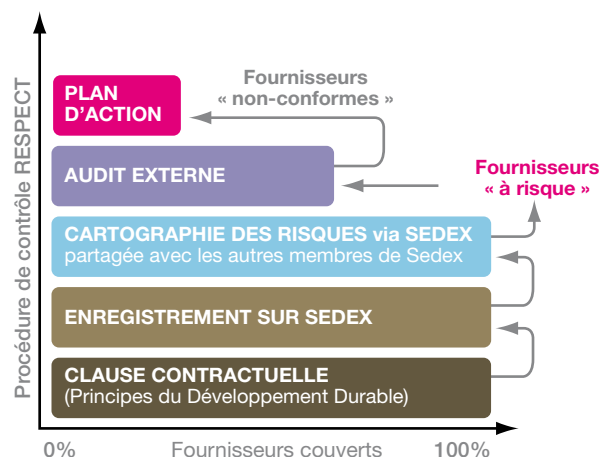 Procédure de contrôle RESPECT
PLAN
D’ACTION
Fournisseurs
« non-conformes »
AUDIT EXTERNE
Fournisseurs
« à risque »
CARTOGRAPHIE DES RISQUES via SEDEX
partagée avec les autres membres de Sedex
ENREGISTREMENT SUR SEDEX
CLAUSE CONTRACTUELLE
(Principes du Développement Durable)
0% Fournisseurs couverts 100%